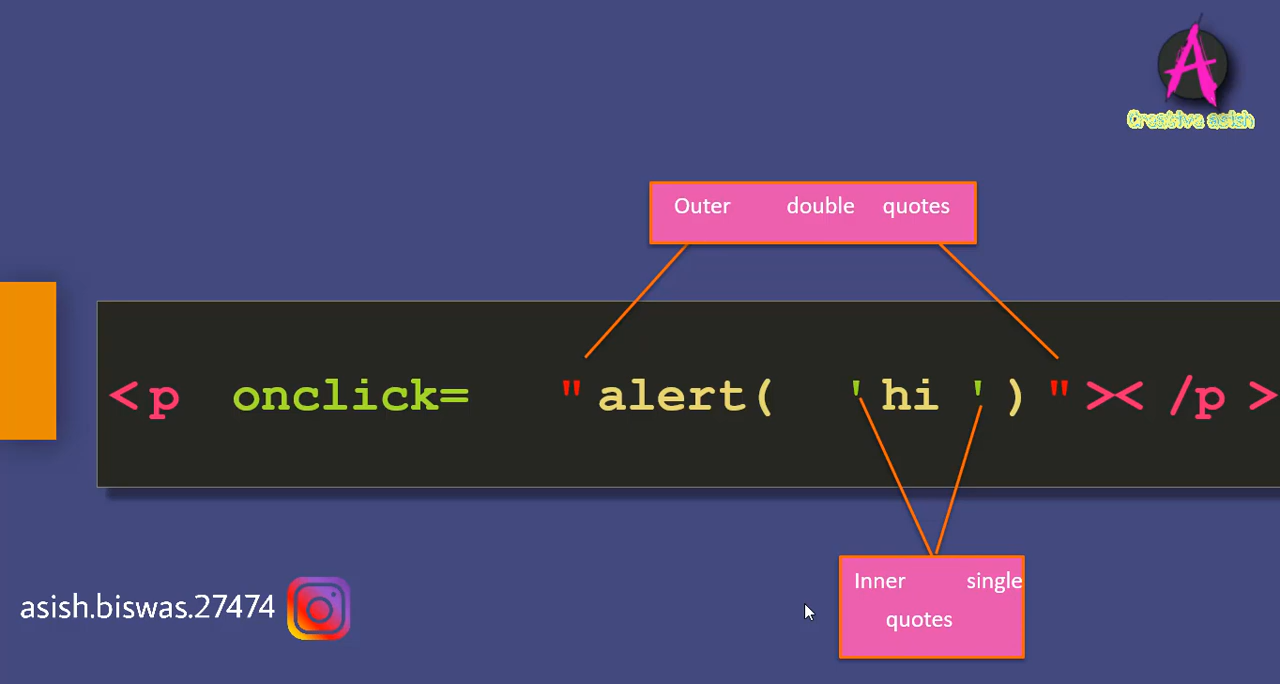 A
Creative asish
Outer double quotes
<p onclick= "alert( 'hi ')"></p >
asish.biswas.27474
Inner single
quotes